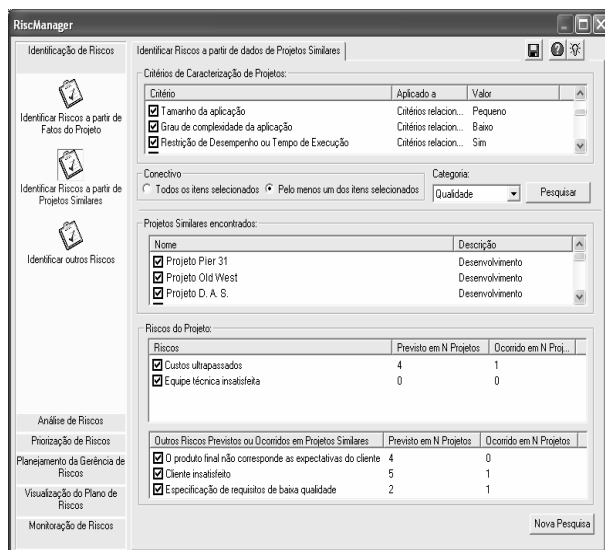 RiscManager
Identificação de Riscos
Identificar Riscos a partir de Fatos do Projeto
Identificar Riscos a partir de Projetos Similares
Identificar outros Riscos
Análise de Riscos
Priorização de Riscos
Planejamento da Gerência de Riscos
Visualização do Plano de Riscos
Monitoração de Riscos
Identificar Riscos a partir de dados de Projetos Similares
Critérios de Caracterização de Projetos:
Critério Aplicado a Valor
Tamanho da aplicação Critérios relacion... Pequeno
Grau de complexidade da aplicação Critérios relacion... Baixo
Restrição de Desempenho ou Tempo de Execução Critérios relacion... Sim
Conectivo
Todos os itens selecionados Pelo menos um dos itens selecionados
Categoria:
Qualidade Pesquisar
Projetos Similares encontrados:
Nome Descrição
Projeto Pier 31 Desenvolvimento
Projeto Old West Desenvolvimento
Projeto D. A. S. Desenvolvimento
Riscos do Projeto:
Riscos Previsto em N Projetos Ocorrido em N Proj...
Custos ultrapassados 4 1
Equipe técnica insatisfeita 0 0
Outros Riscos Previstos ou Ocorridos em Projetos Similares Previsto em N Projetos Ocorrido em N Projetos
O produto final não corresponde as expectativas do cliente 4 0
Cliente insatisfeito 5 1
Especificação de requisitos de baixa qualidade 2 1
Nova Pesquisa